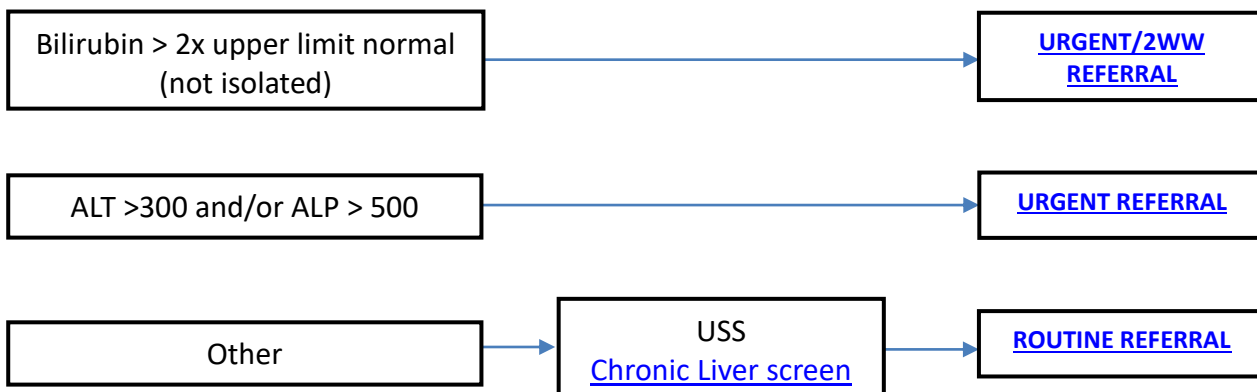 Bilirubin > 2x upper limit normal
(not isolated)
URGENT/2WW
REFERRAL
ALT >300 and/or ALP > 500
URGENT REFERRAL
Other
USS
Chronic Liver screen
ROUTINE REFERRAL